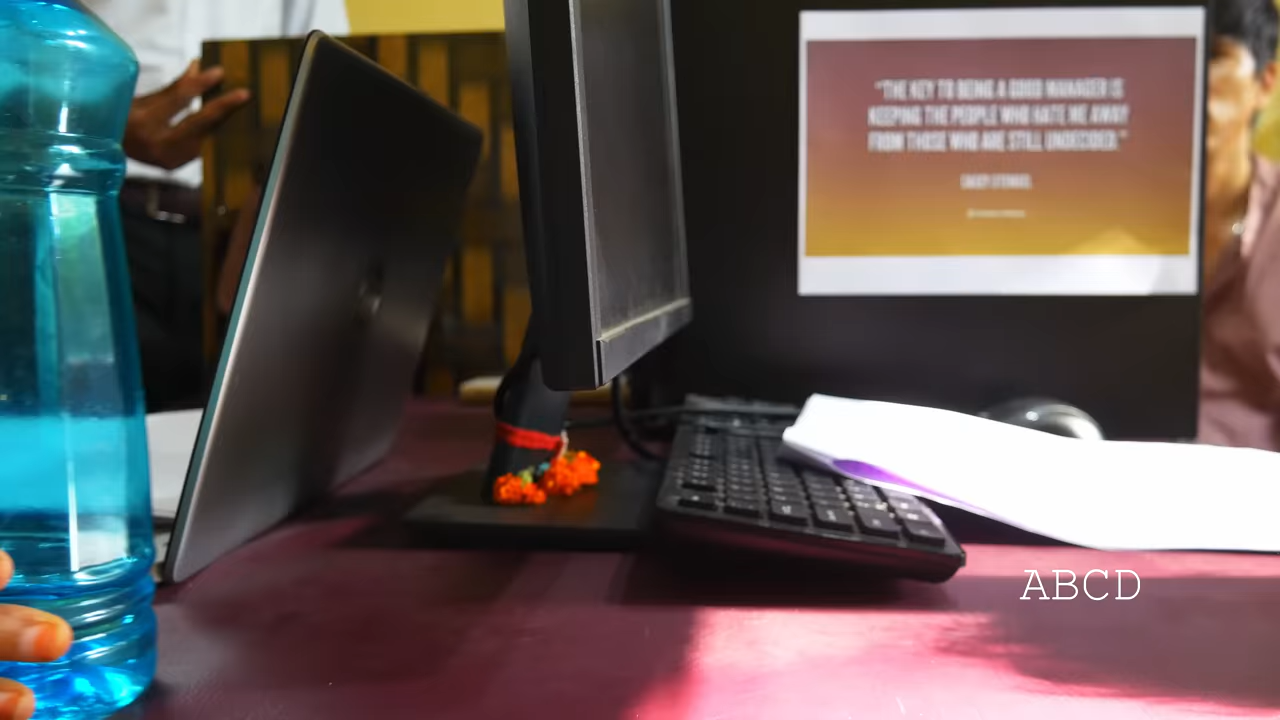 "THE KEY TO BEING A GOOD MANAGER IS
KEEPING THE PEOPLE WHO HATE ME AWAY
FROM THOSE WHO ARE STILL UNDECIDED."
CASEY STENGEL
ABCD